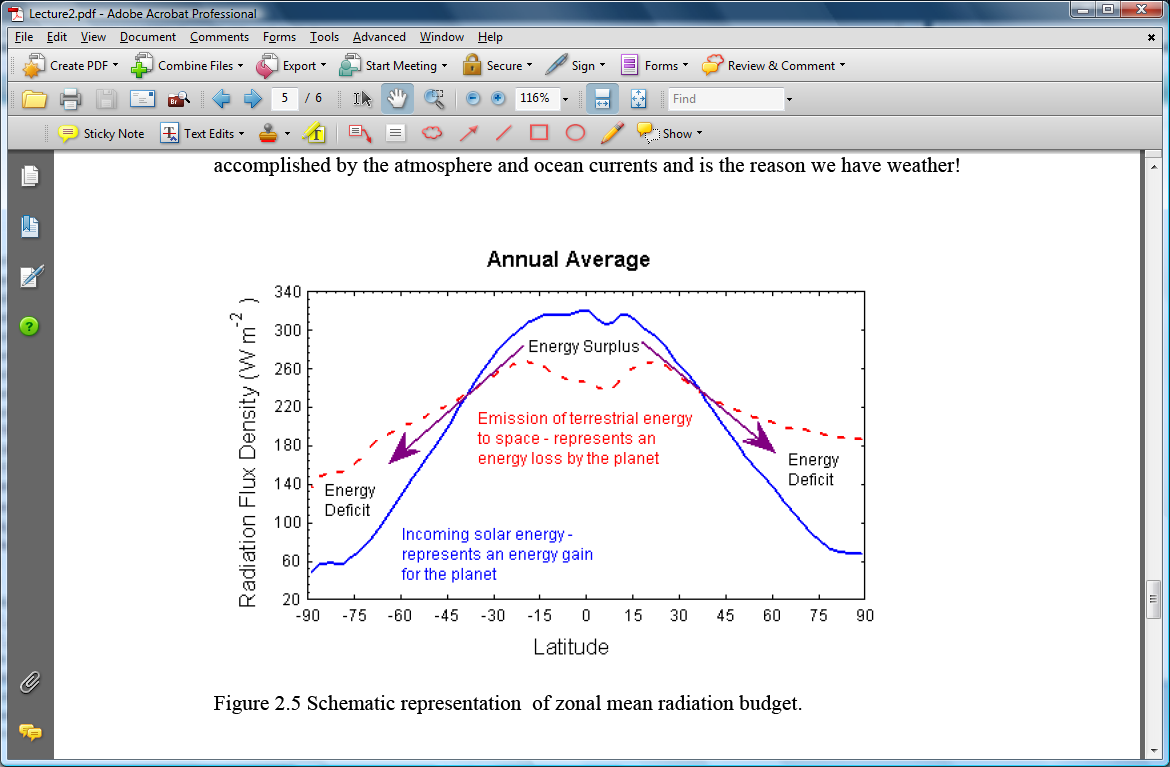 Lecture2.pdf - Adobe Acrobat Professional
File Edit View Document Comments Forms Tools Advanced Window Help
Create PDF Combine Files Export Start Meeting Secure Sign Forms Review & Comment
Br 5 / 6 116% Find
Sticky Note T Text Edits T Show
accomplished by the atmosphere and ocean currents and is the reason we have weather!
Annual Average
Radiation Flux Density (W m-2 )
340
300
260
220
180
140
100
60
20
Energy Surplus
Emission of terrestrial energy
to space - represents an
energy loss by the planet
Energy
Deficit
Energy
Deficit
Incoming solar energy -
represents an energy gain
for the planet
-90 -75 -60 -45 -30 -15 0 15 30 45 60 75 90
Latitude
Figure 2.5 Schematic representation of zonal mean radiation budget.